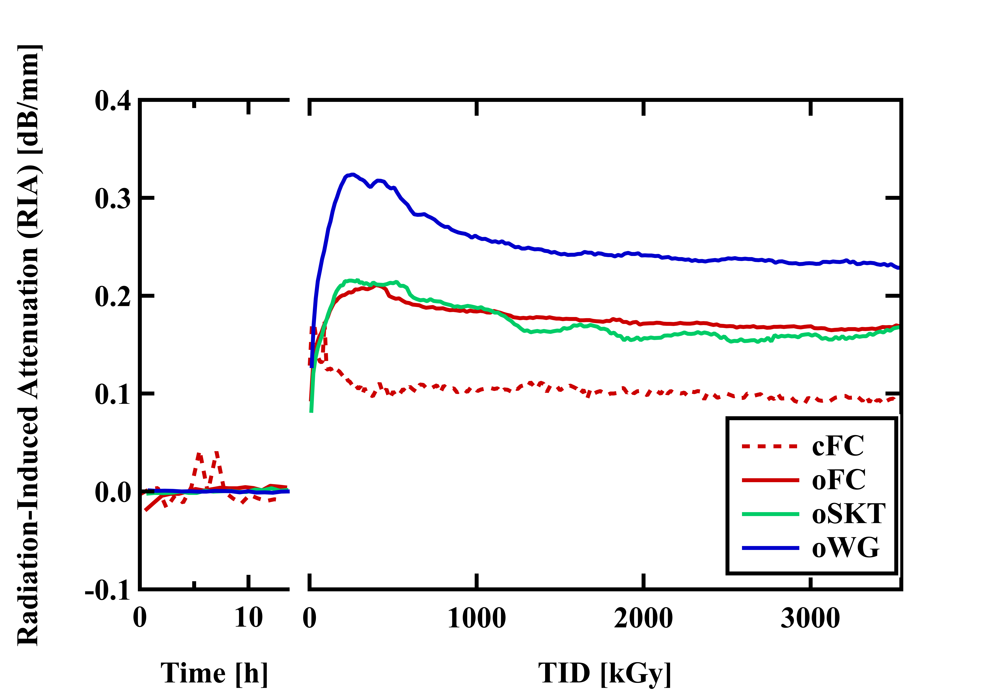 Radiation-Induced Attenuation (RIA) [dB/mm]
0.4
0.3
0.2
0.1
0.0
-0.1
0 10 0 1000 2000 3000
Time [h] TID [kGy]
cFC
oFC
oSKT
oWG